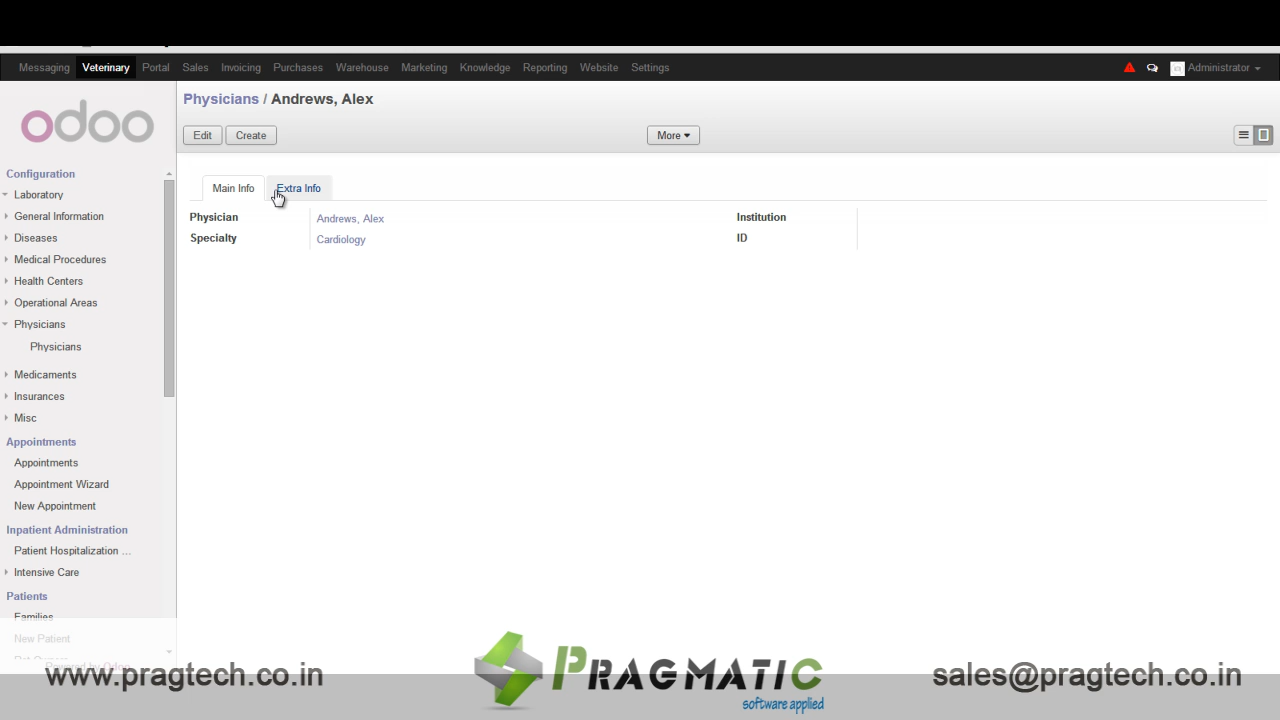 Messaging Veterinary Portal Sales Invoicing Purchases Warehouse Marketing Knowledge Reporting Website Settings Administrator
odoo
Physicians / Andrews, Alex
Edit Create More
Configuration
Laboratory
General Information
Diseases
Medical Procedures
Health Centers
Operational Areas
Physicians
Physicians
Medicaments
Insurances
Misc
Appointments
Appointments
Appointment Wizard
New Appointment
Inpatient Administration
Patient Hospitalization ...
Intensive Care
Patients
Families
New Patient
Powered by Odoo
Main Info Extra Info
Physician Andrews, Alex Institution
Specialty Cardiology ID
www.pragtech.co.in
PRAGMATIC
software applied
sales@pragtech.co.in